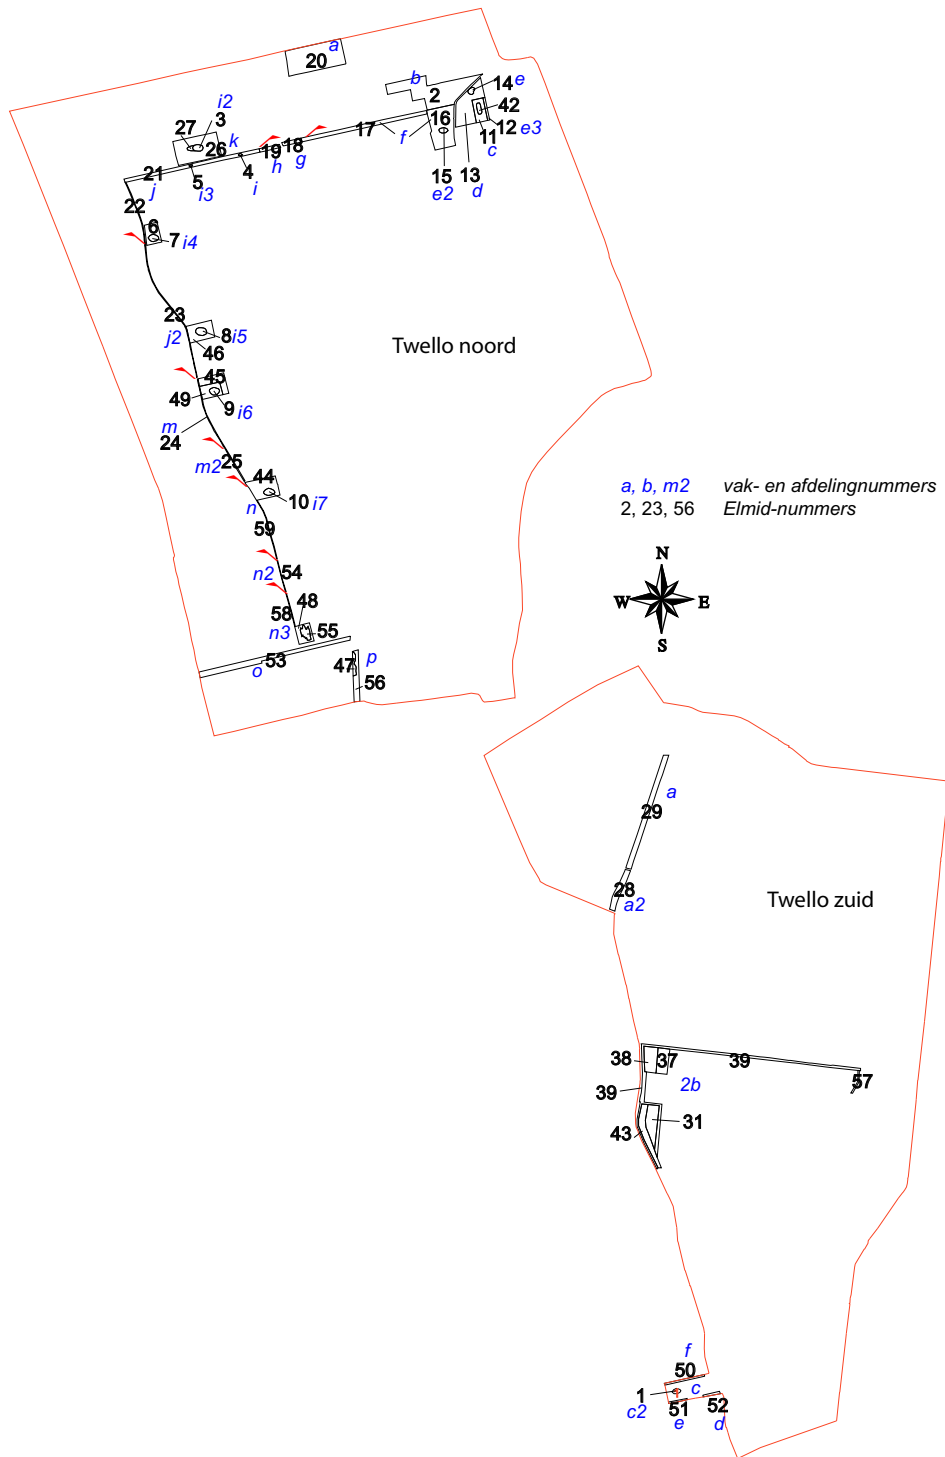 a
20
b
2
14 e
42
i2
3
27
k
26
17
16
f
11
12 e3
c
18
19
g
h
4
i
5
i3
21
j
15
e2
13
d
22
6
7 i4
23
j2
8 i5
46
Twello noord
45
49
9 i6
m
24
25
m2
44
10 i7
n
59
a, b, m2 vak- en afdelingnummers
2, 23, 56 Elmid-nummers
N
W E
S
54
n2
58
48
n3
55
53
o
47
p
56
a
29
28
a2
Twello zuid
38
37
39
57
39
2b
31
43
f
50
1
c2
c
51
e
52
d